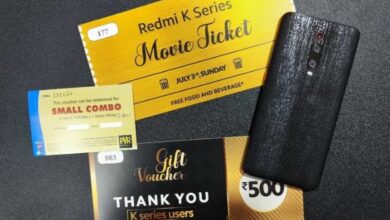 177
Redmi K Series
Movie Ticket
JULY 3rd, SUNDAY
FREE FOOD AND BEVERAGE*
The voucher can be redeemed for
SMALL COMBO
PVR
083
Gift
Voucher
THANK YOU
K series users
₹500